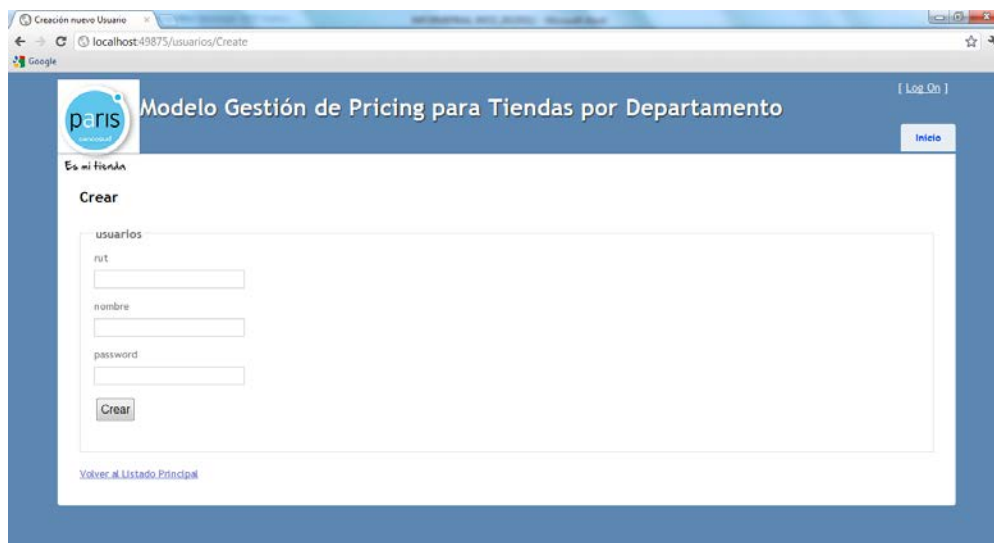 Creación nuevo Usuario
localhost:49875/usuarios/Create
Google
[ Log On ]
paris
cencosud
Modelo Gestión de Pricing para Tiendas por Departamento
Inicio
Es mi tienda
Crear
usuarios
rut
nombre
password
Crear
Volver al Listado Principal